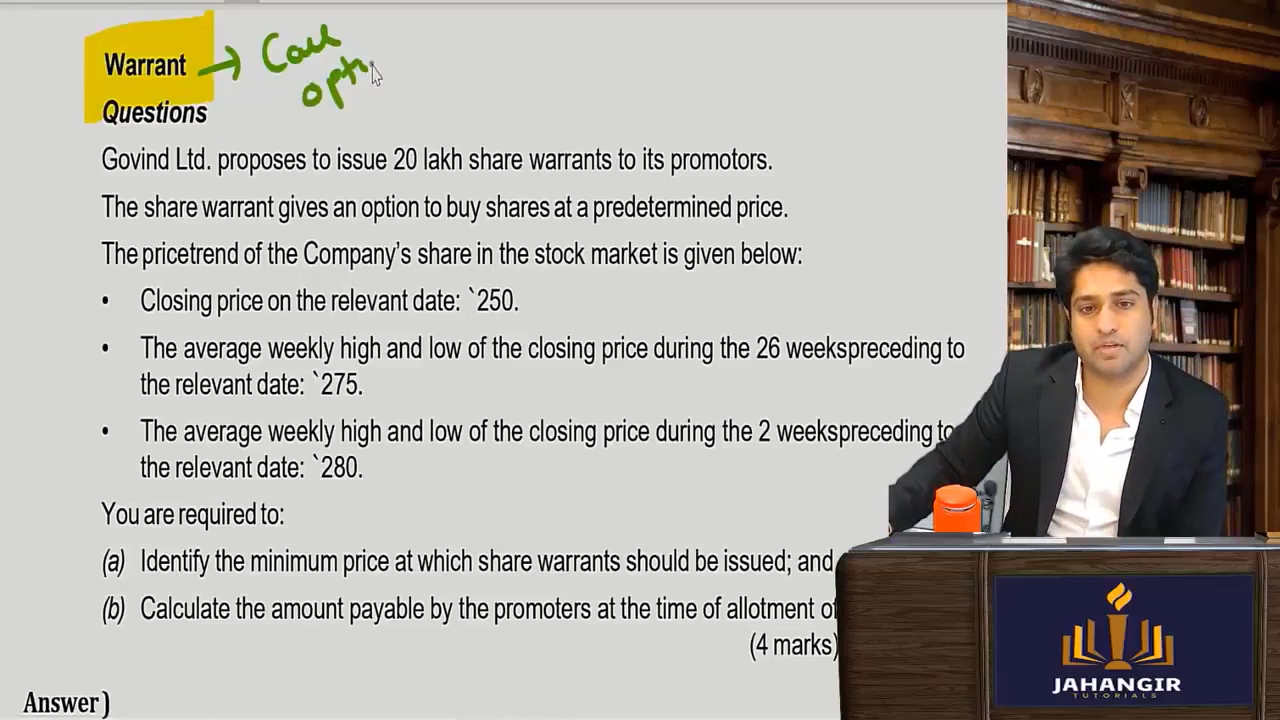 Warrant → Call
opti
Questions
Govind Ltd. proposes to issue 20 lakh share warrants to its promotors.
The share warrant gives an option to buy shares at a predetermined price.
The pricetrend of the Company's share in the stock market is given below:
• Closing price on the relevant date: `250.
• The average weekly high and low of the closing price during the 26 weekspreceding to
the relevant date: `275.
• The average weekly high and low of the closing price during the 2 weekspreceding to
the relevant date: `280.
You are required to:
(a) Identify the minimum price at which share warrants should be issued; and
(b) Calculate the amount payable by the promoters at the time of allotment of
(4 marks)
Answer)
JAHANGIR
TUTORIALS